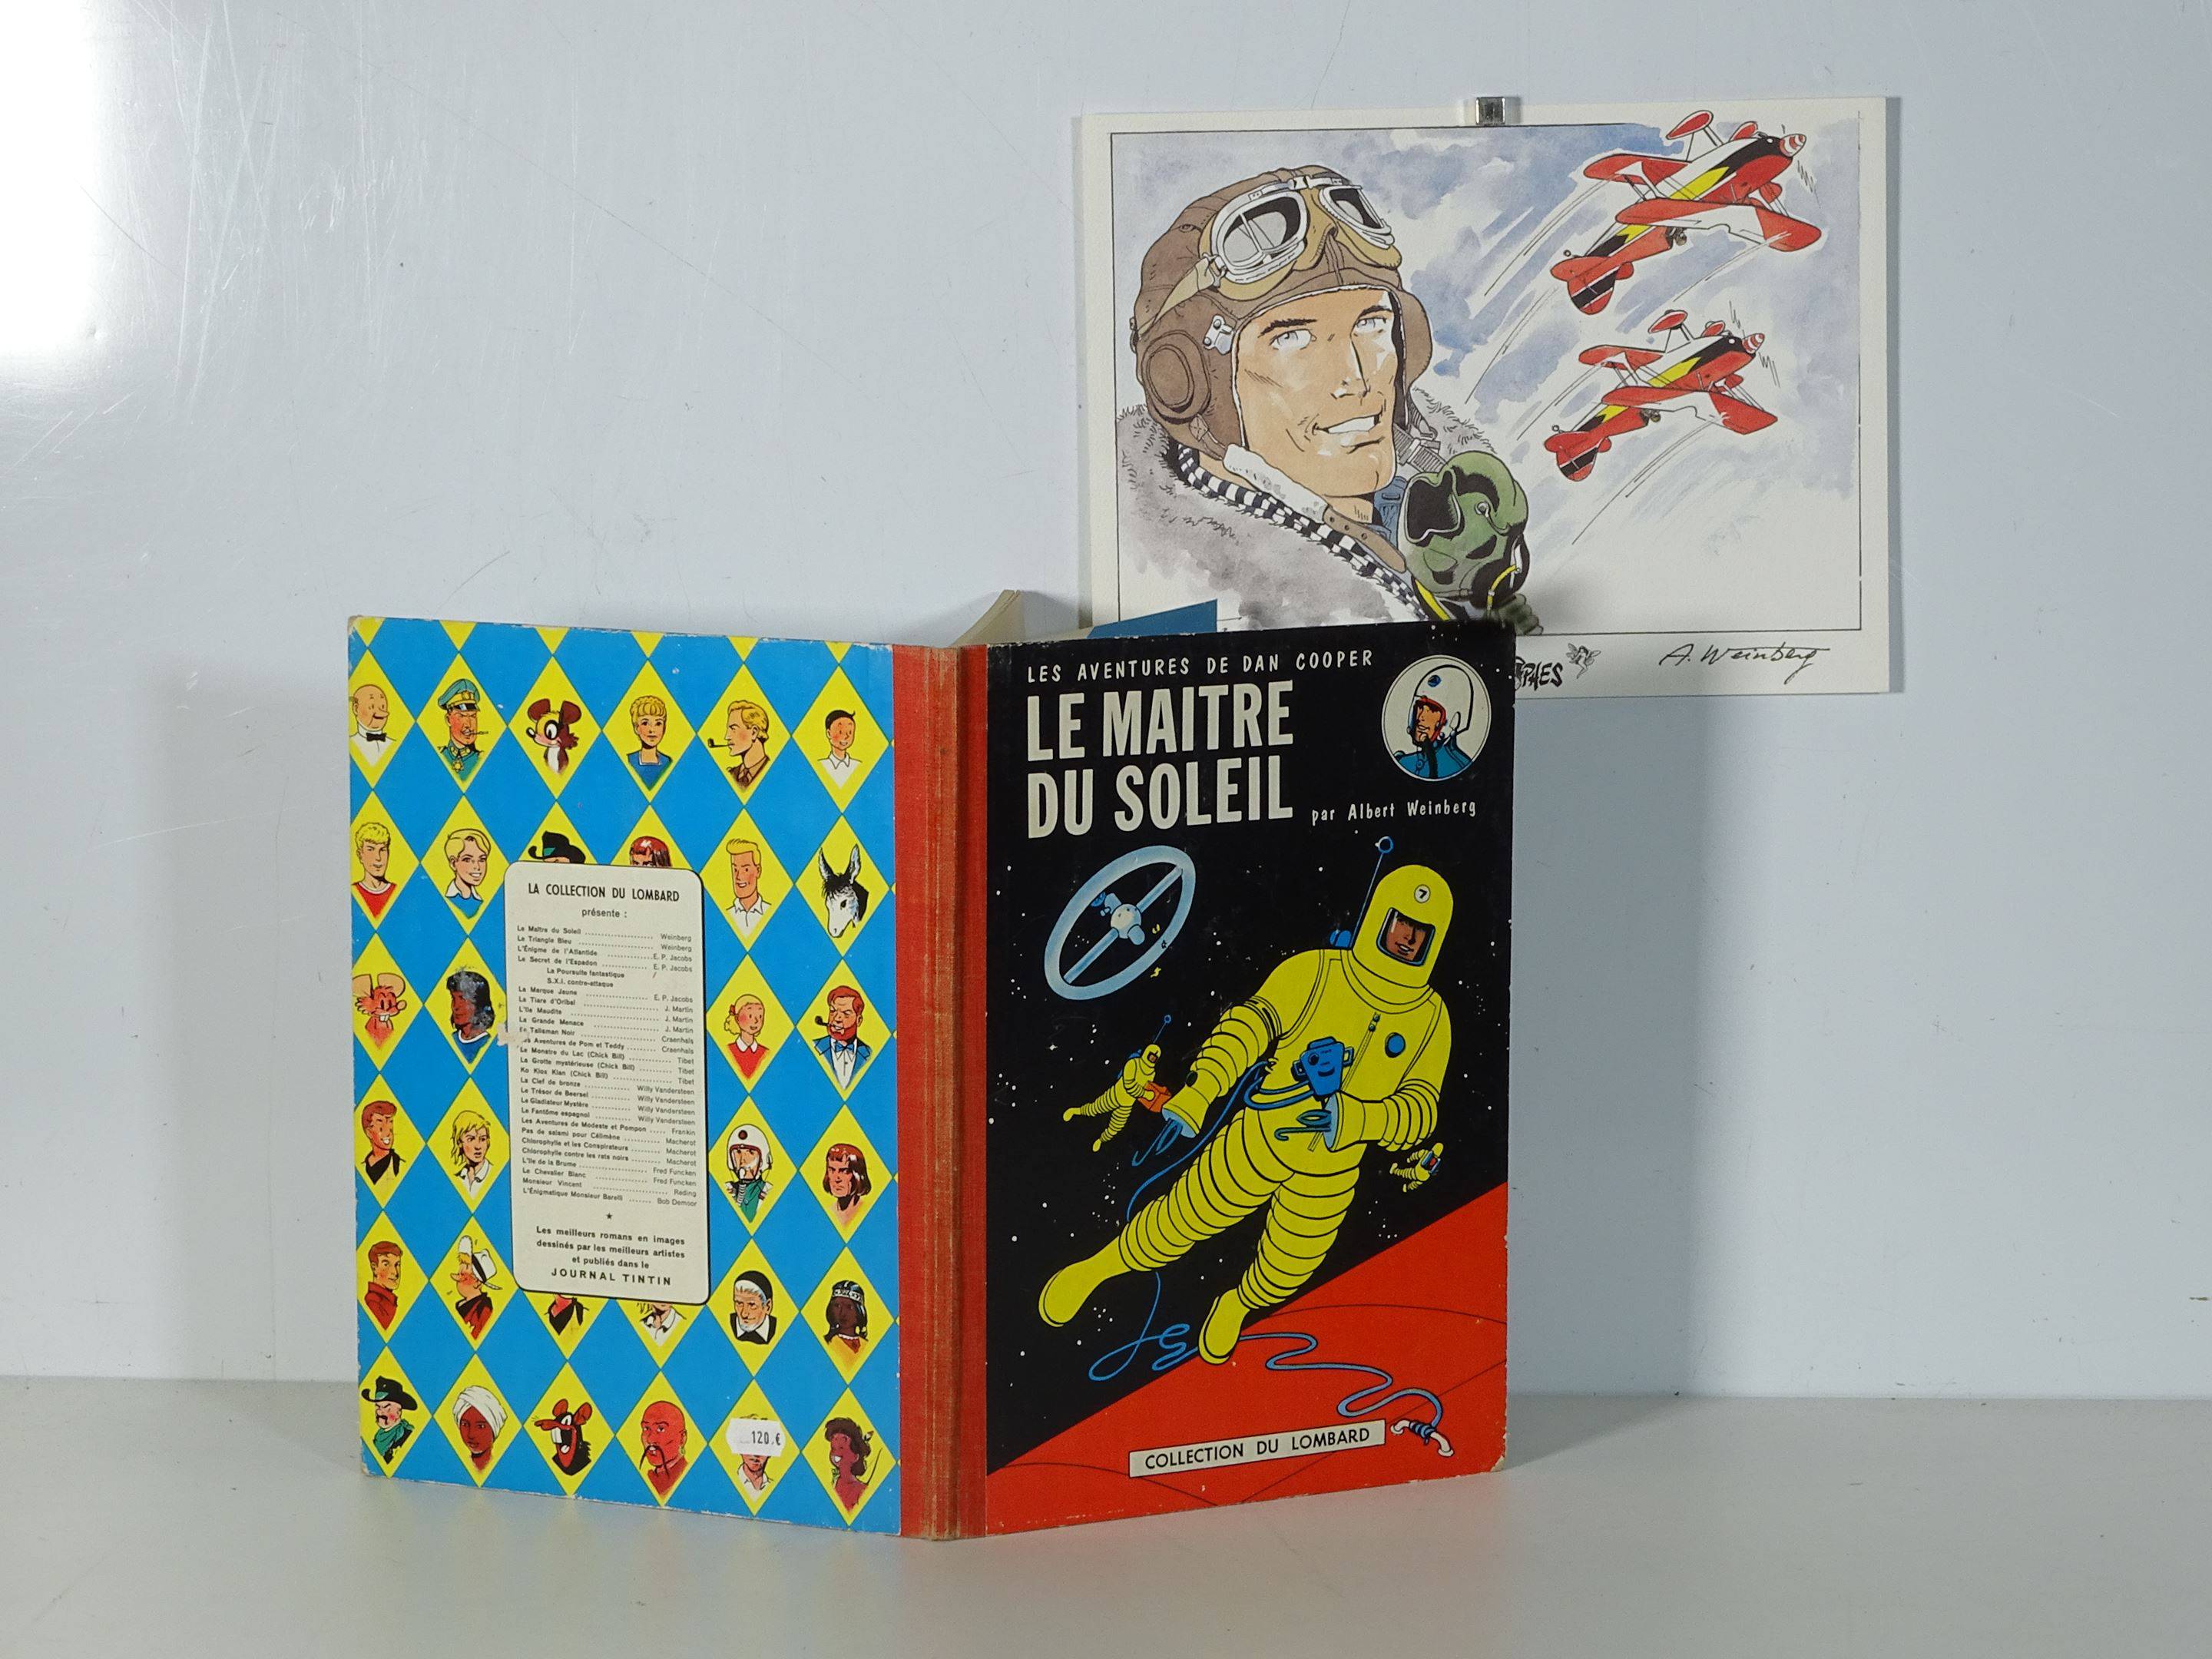 A. Weinberg
LES AVENTURES DE DAN COOPER
LE MAITRE
DU SOLEIL
par Albert Weinberg
7
COLLECTION DU LOMBARD
LA COLLECTION DU LOMBARD
présente :
Le Maître du Soleil .................... Weinberg
Le Triangle Bleu .................... Weinberg
L'Énigme de l'Atlantide .................... E. P. Jacobs
Le Secret de l'Espadon .................... E. P. Jacobs
La Poursuite fantastique /
S.X.I. contre-attaque
La Marque Jaune .................... E. P. Jacobs
La Tiare d'Oribal .................... J. Martin
L'Ile Maudite .................... J. Martin
La Grande Menace .................... J. Martin
Talisman Noir .................... Craenhals
Aventures de Pom et Teddy .................... Craenhals
Le Monstre du Lac (Chick Bill) .................... Tibet
La Grotte mystérieuse (Chick Bill) .................... Tibet
Ko Klox Klan (Chick Bill) .................... Tibet
La Clef de bronze .................... Willy Vandersteen
Le Trésor de Beersel .................... Willy Vandersteen
Le Gladiateur Mystère .................... Willy Vandersteen
Le Fantôme espagnol .................... Willy Vandersteen
Les Aventures de Modeste et Pompon .................... Franklin
Pas de salami pour Célimène .................... Macherot
Chlorophylle et les Conspirateurs .................... Macherot
Chlorophylle contre les rats noirs .................... Macherot
L'Ile de la Brume .................... Fred Funcken
Le Chevalier Blanc .................... Fred Funcken
Monsieur Vincent .................... Reding
L'Énigmatique Monsieur Barelli .................... Bob Demoor
Les meilleurs romans en images
dessinés par les meilleurs artistes
et publiés dans le
JOURNAL TINTIN
120.€